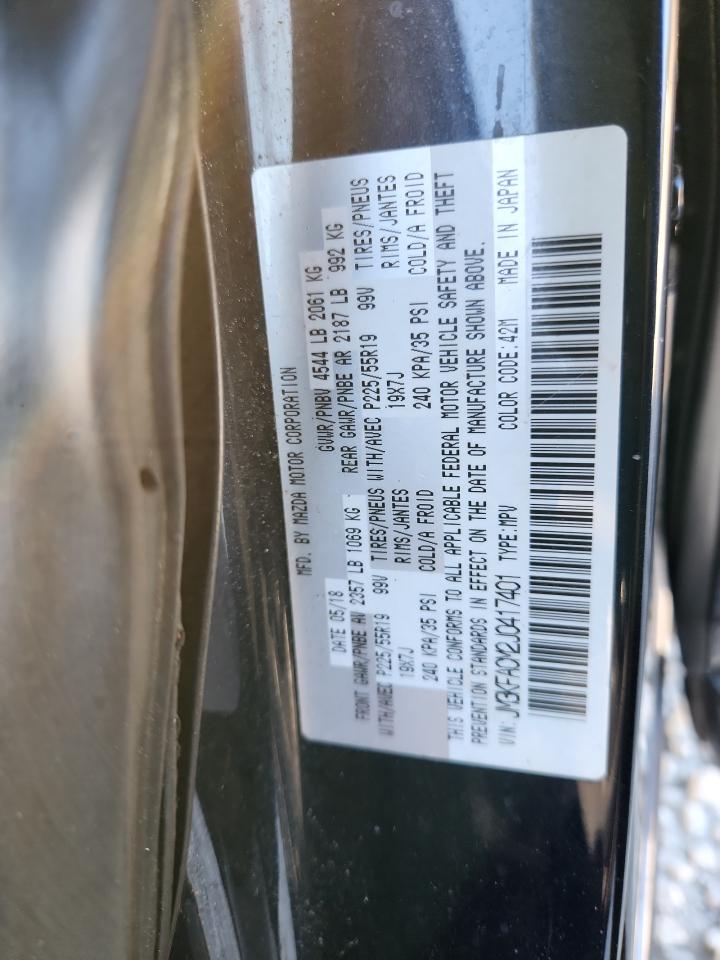 MFD. BY MAZDA MOTOR CORPORATION
DATE 05/18 GVWR/PNBV 4544 LB 2061 KG
FRONT GAWR/PNBE AV 2357 LB 1069 KG REAR GAWR/PNBE AR 2187 LB 992 KG
WITH/AVEC P225/55R19 99V TIRES/PNEUS WITH/AVEC P225/55R19 99V TIRES/PNEUS
19X7J RIMS/JANTES 19X7J RIMS/JANTES
240 KPA/35 PSI COLD/A FROID 240 KPA/35 PSI COLD/A FROID
THIS VEHICLE CONFORMS TO ALL APPLICABLE FEDERAL MOTOR VEHICLE SAFETY AND THEFT
PREVENTION STANDARDS IN EFFECT ON THE DATE OF MANUFACTURE SHOWN ABOVE.
VIN: JM3KFACM2J0417401 TYPE:MPV COLOR CODE:42M MADE IN JAPAN